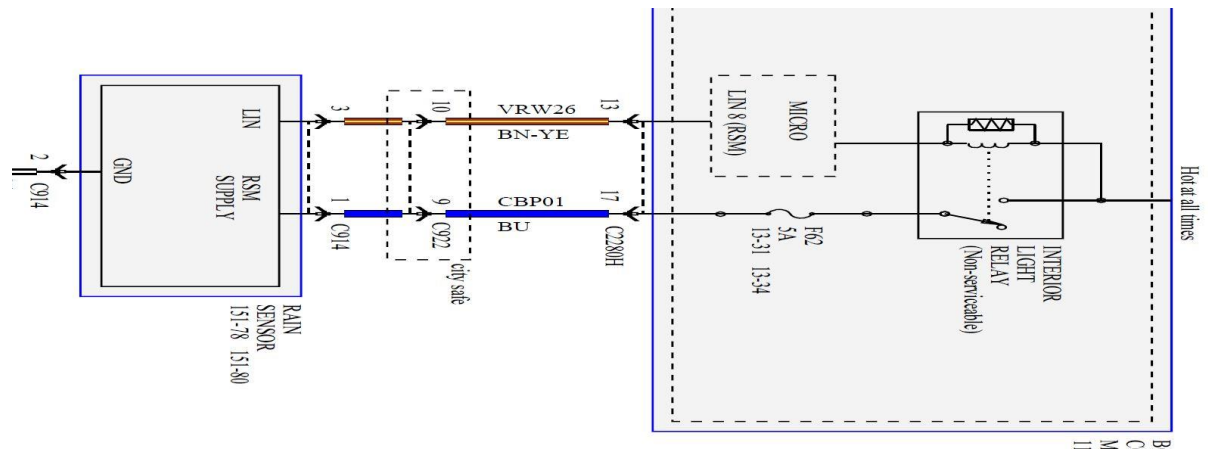 3
10
VRW26
13
BN-YE
LIN
LIN 8 (RSM)
MICRO
Hot at all times
2
C914
GND
RSM
SUPPLY
1
C914
9
C922
CBP01
BU
17
C2280H
F62
5A
13-31 13-34
INTERIOR
LIGHT
RELAY
(Non-serviceable)
city safe
RAIN
SENSOR
151-78 151-80